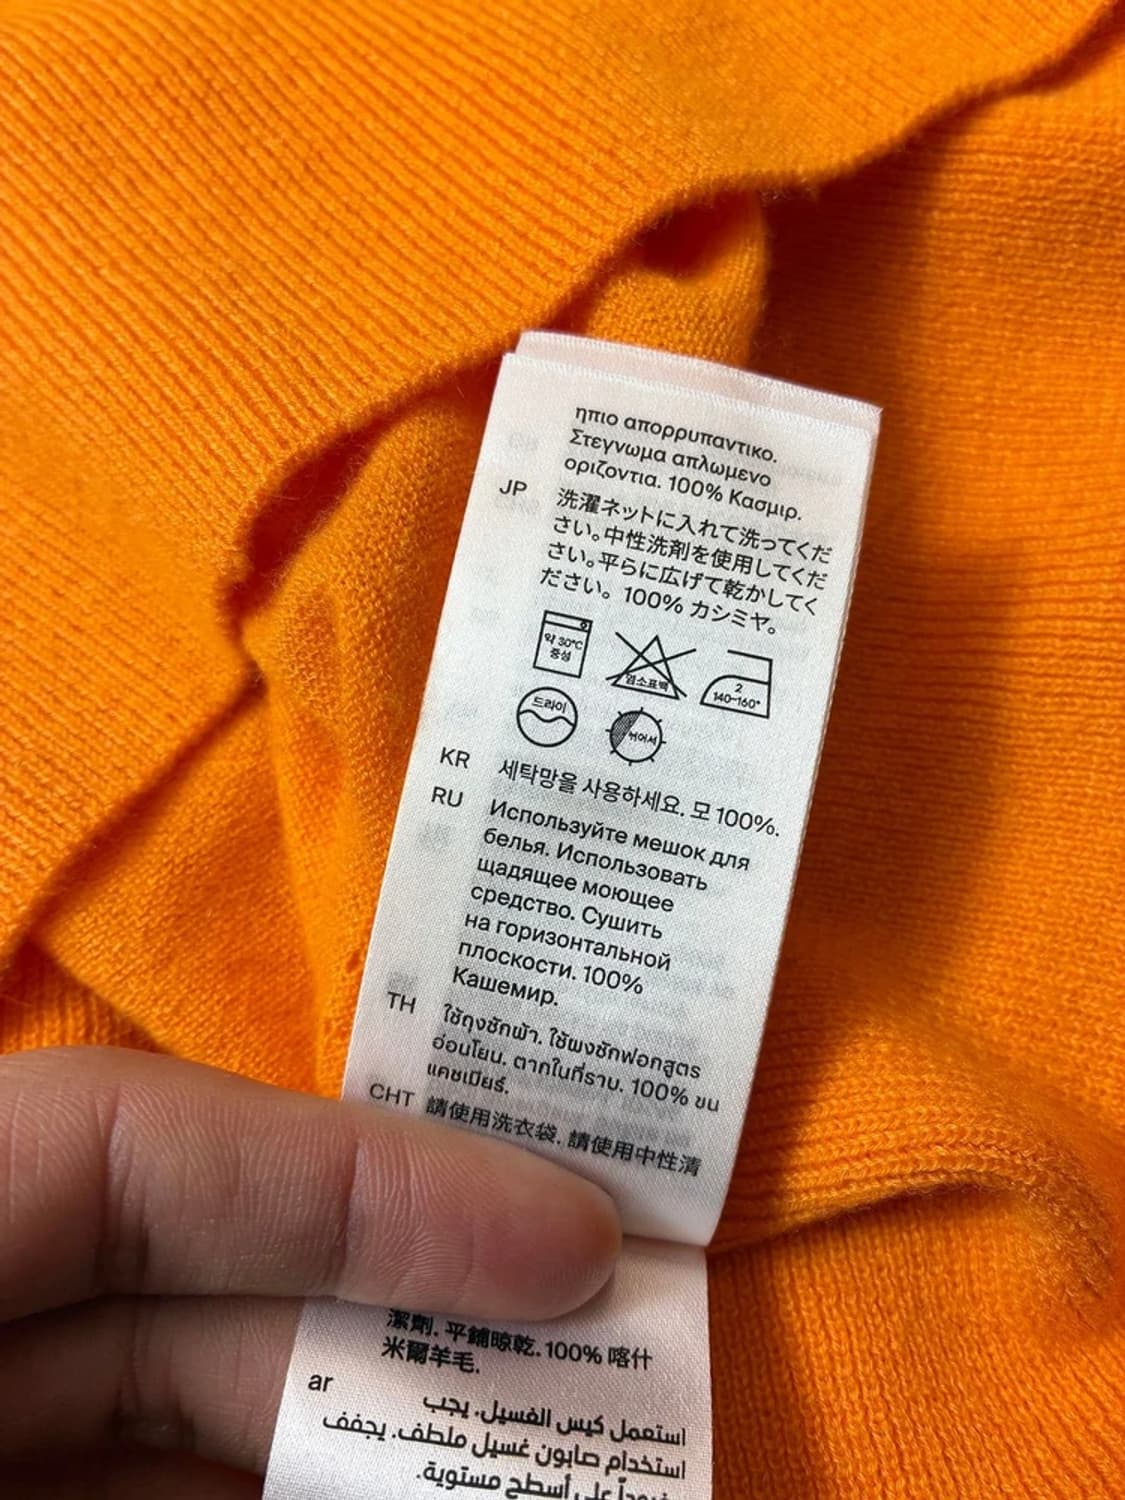 ηπιο απορρυπαντικο.
Στεγνωμα απλωμενο
οριζοντια. 100% Κασμιρ.
JP 洗濯ネットに入れて洗ってくだ
さい。中性洗剤を使用してくだ
さい。平らに広げて乾かしてく
ださい。100% カシミヤ。
약 30°C
중성
염소표백
2
140~160°
드라이
뉘어서
KR 세탁망을 사용하세요. 모 100%.
RU Используйте мешок для
белья. Использовать
щадящее моющее
средство. Сушить
на горизонтальной
плоскости. 100%
Кашемир.
TH ใช้ถุงซักผ้า. ใช้ผงซักฟอกสูตร
อ่อนโยน. ตากในที่ราบ. 100% ขน
แคชเมียร์.
CHT 請使用洗衣袋. 請使用中性清
潔劑. 平鋪晾乾. 100% 喀什
米爾羊毛.
ar
استعمل كيس الغسيل. يجب
استخدام صابون غسيل ملطف. يجفف
على أسطح مستوية.